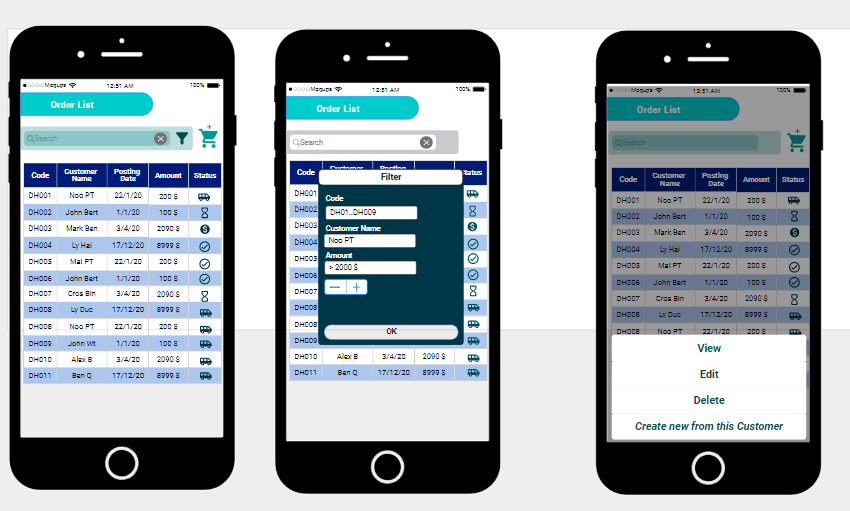 Moqups 12:51 AM 100%
Order List
Search
Code Customer Name Posting Date Amount Status
DH001 Noo PT 22/1/20 200 $
DH002 John Bert 1/1/20 100 $
DH003 Mark Ben 3/4/20 2090 $
DH004 Ly Hai 17/12/20 8999 $
DH005 Mai PT 22/1/20 200 $
DH006 John Bert 1/1/20 100 $
DH007 Cros Bin 3/4/20 2090 $
DH008 Ly Duc 17/12/20 8999 $
DH008 Noo PT 22/1/20 200 $
DH009 John Wt 1/1/20 100 $
DH010 Alex B 3/4/20 2090 $
DH011 Ben Q 17/12/20 8999 $
Moqups 12:51 AM 100%
Order List
Search
Code
DH001
DH002
DH003
DH004
DH005
DH006
DH007
DH008
DH008
DH009
Filter
Code
DH01..DH009
Customer Name
Noo PT
Amount
> 2000 $
OK
DH010 Alex B 3/4/20 2090 $
DH011 Ben Q 17/12/20 8999 $
Moqups 12:51 AM 100%
Order List
Search
Code Customer Name Posting Date Amount Status
DH001 Noo PT 22/1/20 200 $
DH002 John Bert 1/1/20 100 $
DH003 Mark Ben 3/4/20 2090 $
DH004 Ly Hai 17/12/20 8999 $
DH005 Mai PT 22/1/20 200 $
DH006 John Bert 1/1/20 100 $
DH007 Cros Bin 3/4/20 2090 $
DH008 Ly Duc 17/12/20 8999 $
DH008 Noo PT 22/1/20 200 $
View
Edit
Delete
Create new from this Customer